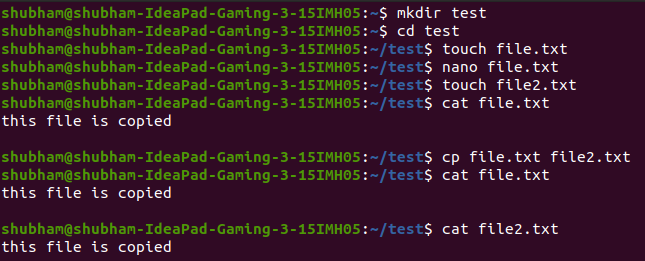 shubham@shubham-IdeaPad-Gaming-3-15IMH05:~$ mkdir test
shubham@shubham-IdeaPad-Gaming-3-15IMH05:~$ cd test
shubham@shubham-IdeaPad-Gaming-3-15IMH05:~/test$ touch file.txt
shubham@shubham-IdeaPad-Gaming-3-15IMH05:~/test$ nano file.txt
shubham@shubham-IdeaPad-Gaming-3-15IMH05:~/test$ touch file2.txt
shubham@shubham-IdeaPad-Gaming-3-15IMH05:~/test$ cat file.txt
this file is copied
shubham@shubham-IdeaPad-Gaming-3-15IMH05:~/test$ cp file.txt file2.txt
shubham@shubham-IdeaPad-Gaming-3-15IMH05:~/test$ cat file.txt
this file is copied
shubham@shubham-IdeaPad-Gaming-3-15IMH05:~/test$ cat file2.txt
this file is copied